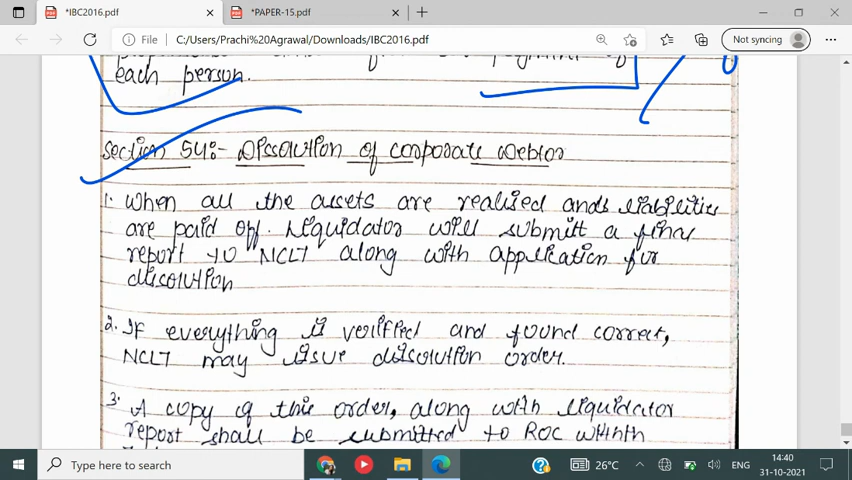 *IBC2016.pdf
*PAPER-15.pdf
File
C:/Users/Prachi%20Agrawal/Downloads/IBC2016.pdf
Not syncing
each person.
Section 54:- Dissolution of corporate Debtor
1. When all the assets are realised and liabilities
are paid off. Liquidator will submitt a final
report to NCLT along with application for
dissolution
2. If everything is verified and found correct,
NCLT may issue dissolution order.
3. A copy of this order, along with liquidator
report shall be submitted to ROC within
Type here to search
26°C
ENG
14:40
31-10-2021